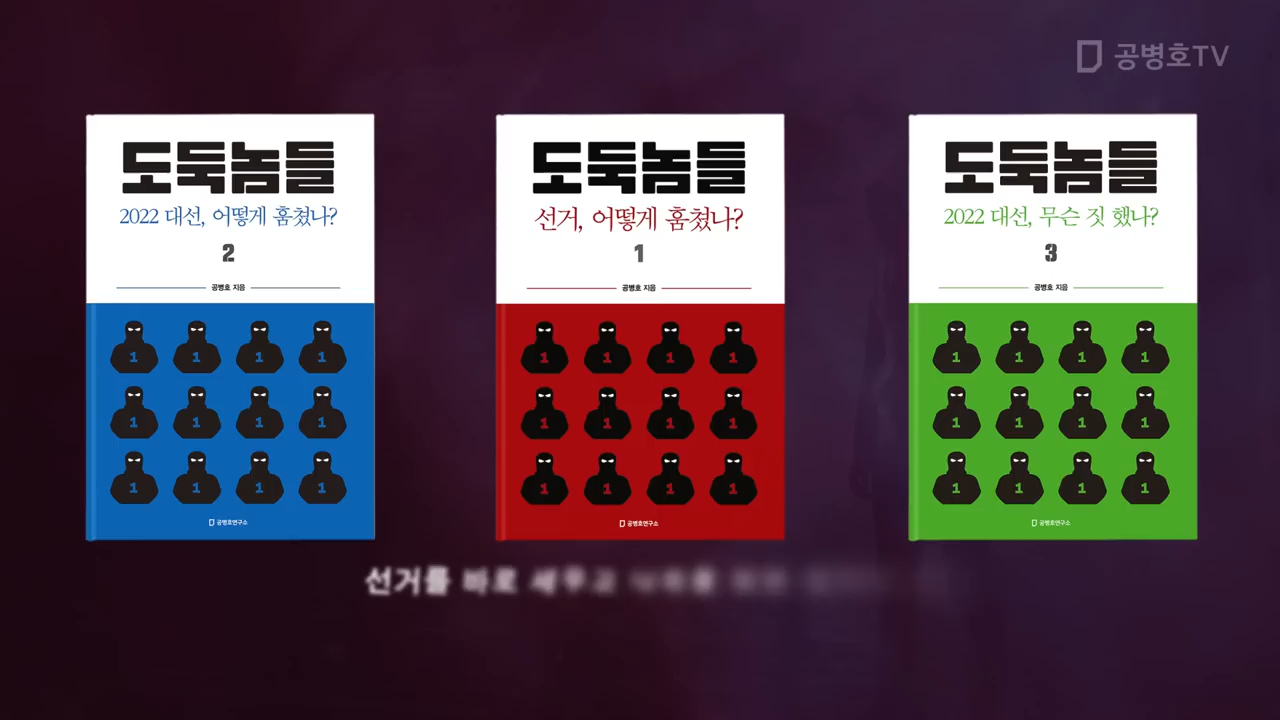 공병호TV
도둑놈들
2022 대선, 어떻게 훔쳤나?
2
공병호 지음
1 1 1 1
1 1 1 1
1 1 1 1
공병호연구소
도둑놈들
선거, 어떻게 훔쳤나?
1
공병호 지음
1 1 1 1
1 1 1 1
1 1 1 1
공병호연구소
도둑놈들
2022 대선, 무슨 짓 했나?
3
공병호 지음
1 1 1 1
1 1 1 1
1 1 1 1
공병호연구소
선거를 바로 세우고